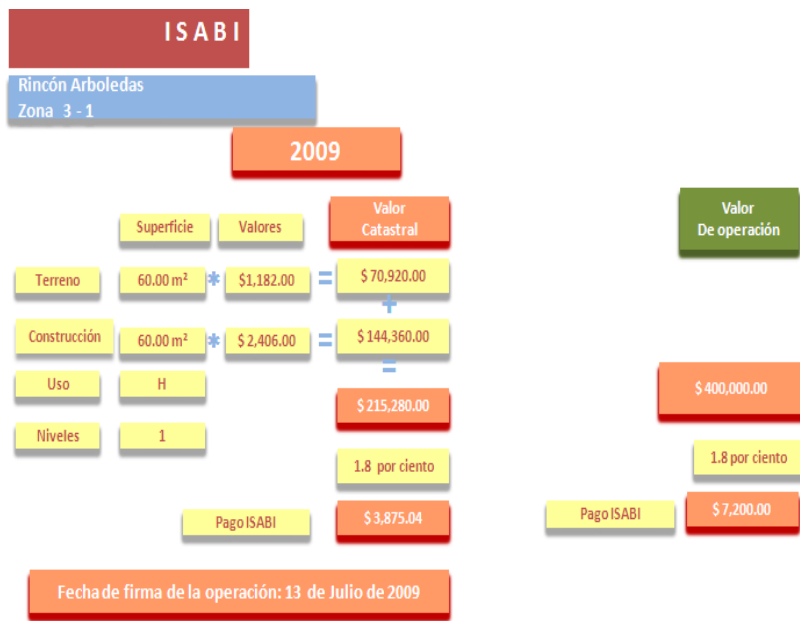 ISABI
Rincón Arboledas
Zona 3 - 1
2009
Superficie Valores Valor Catastral Valor De operación
Terreno 60.00 m² * $1,182.00 = $ 70,920.00
+
Construcción 60.00 m² * $ 2,406.00 = $ 144,360.00
=
Uso H
$ 215,280.00 $ 400,000.00
Niveles 1
1.8 por ciento 1.8 por ciento
Pago ISABI $ 3,875.04 Pago ISABI $ 7,200.00
Fecha de firma de la operación: 13 de Julio de 2009